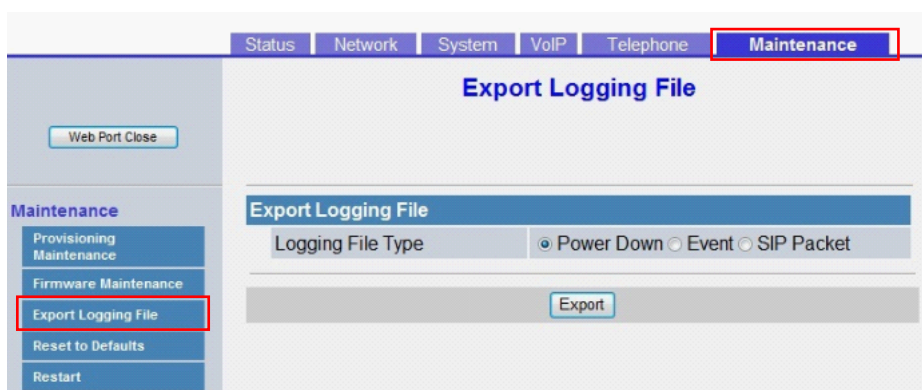 Status Network System VoIP Telephone Maintenance
Export Logging File
Web Port Close
Maintenance
Provisioning
Maintenance
Firmware Maintenance
Export Logging File
Reset to Defaults
Restart
Export Logging File
Logging File Type Power Down Event SIP Packet
Export